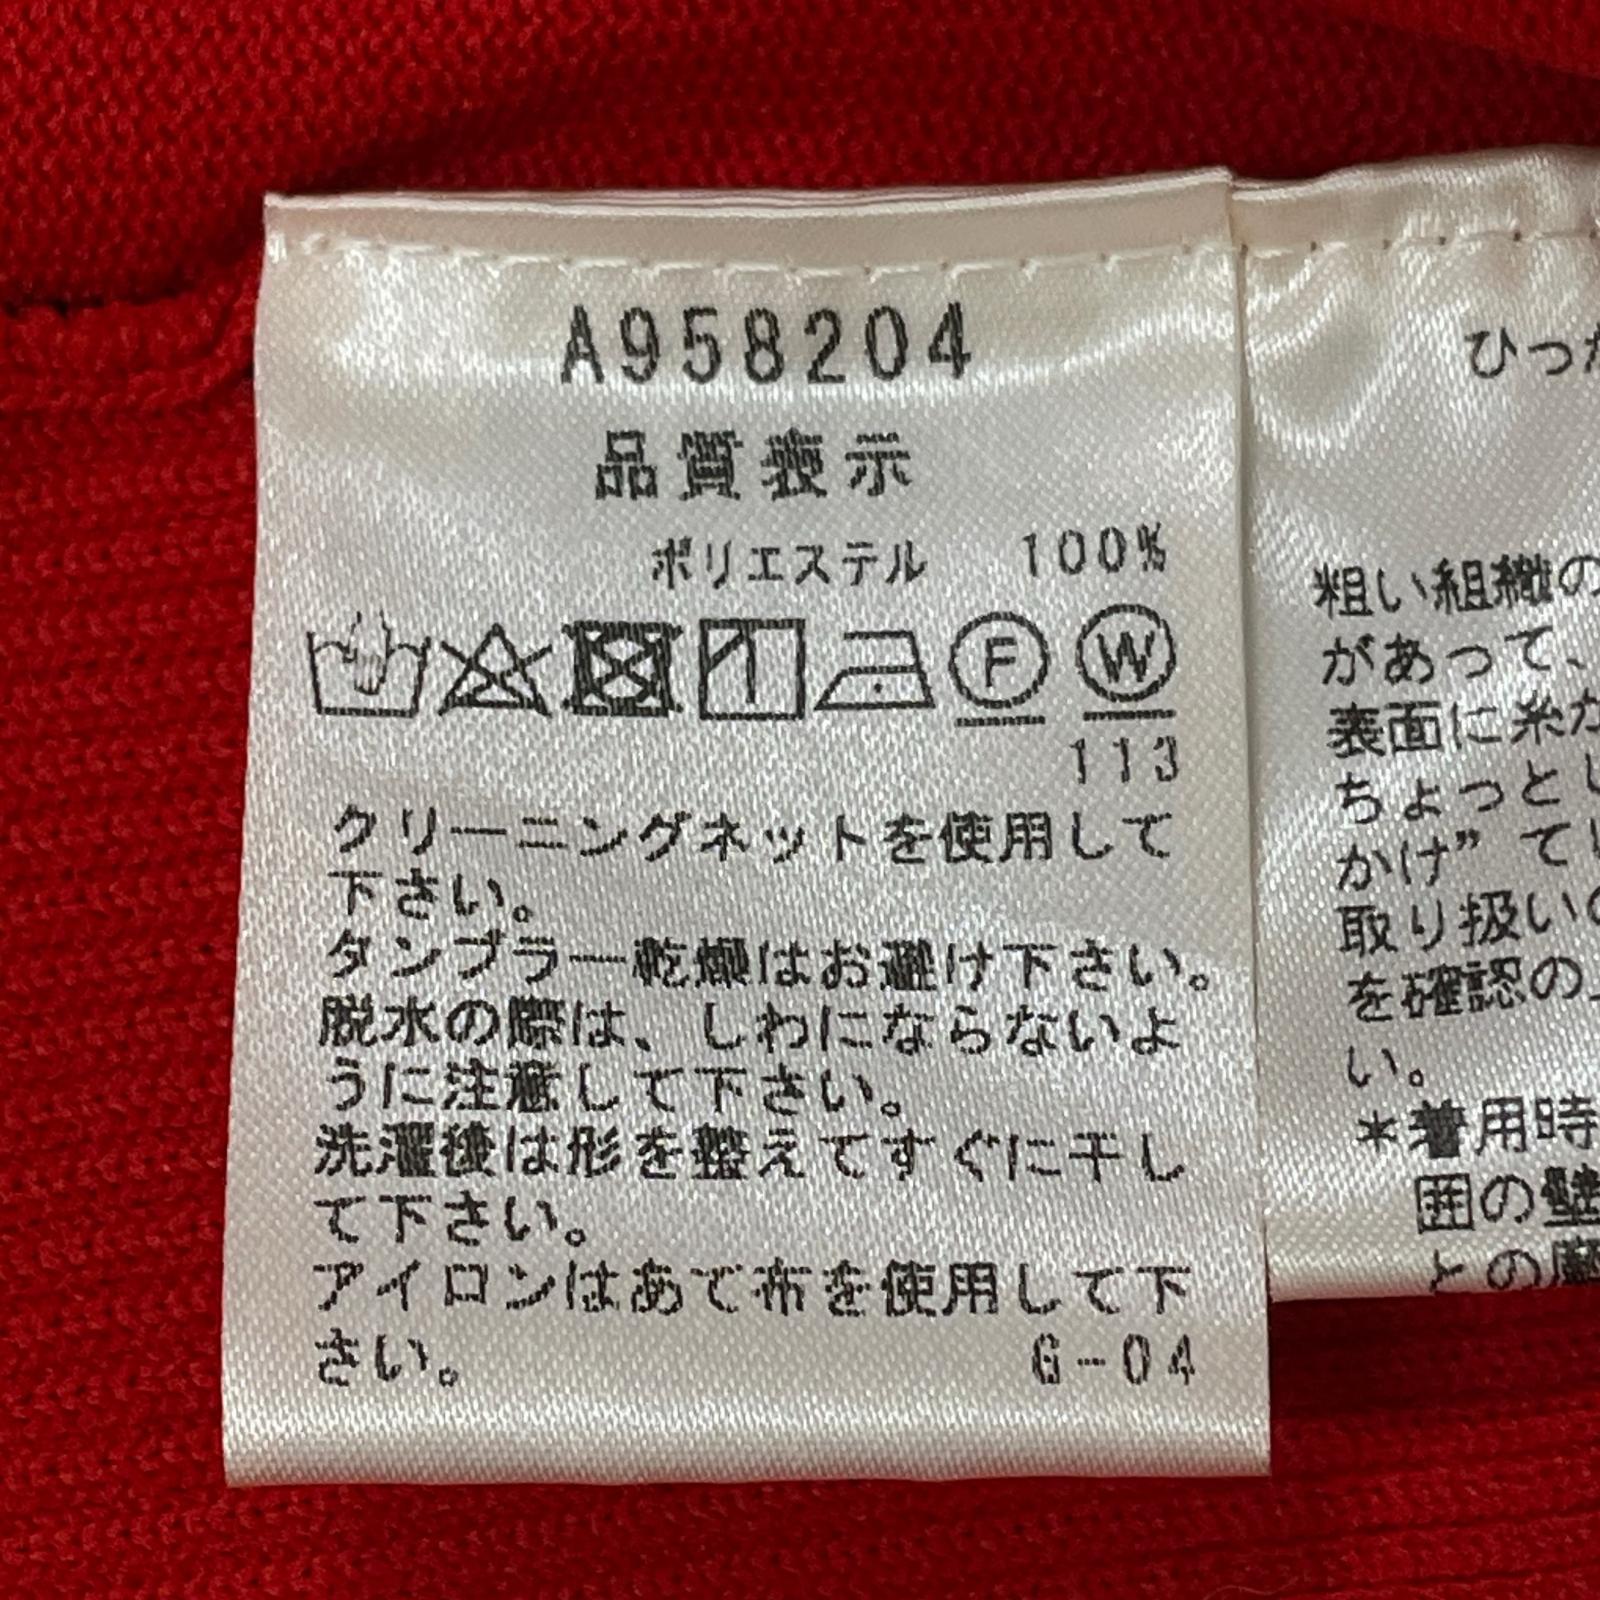 A958204
品質表示
ポリエステル 100%
F W
113
クリーニングネットを使用して
下さい。
タンブラー乾燥はお避け下さい。
脱水の際は、しわにならないよ
うに注意して下さい。
洗濯後は形を整えてすぐに干し
て下さい。
アイロンはあて布を使用して下
さい。 G-04
ひっか
粗い組織の
があって、
表面に糸が
ちょっとし
かけ”てい
取り扱いの
を確認の上
い。
*着用時
囲の壁
との摩